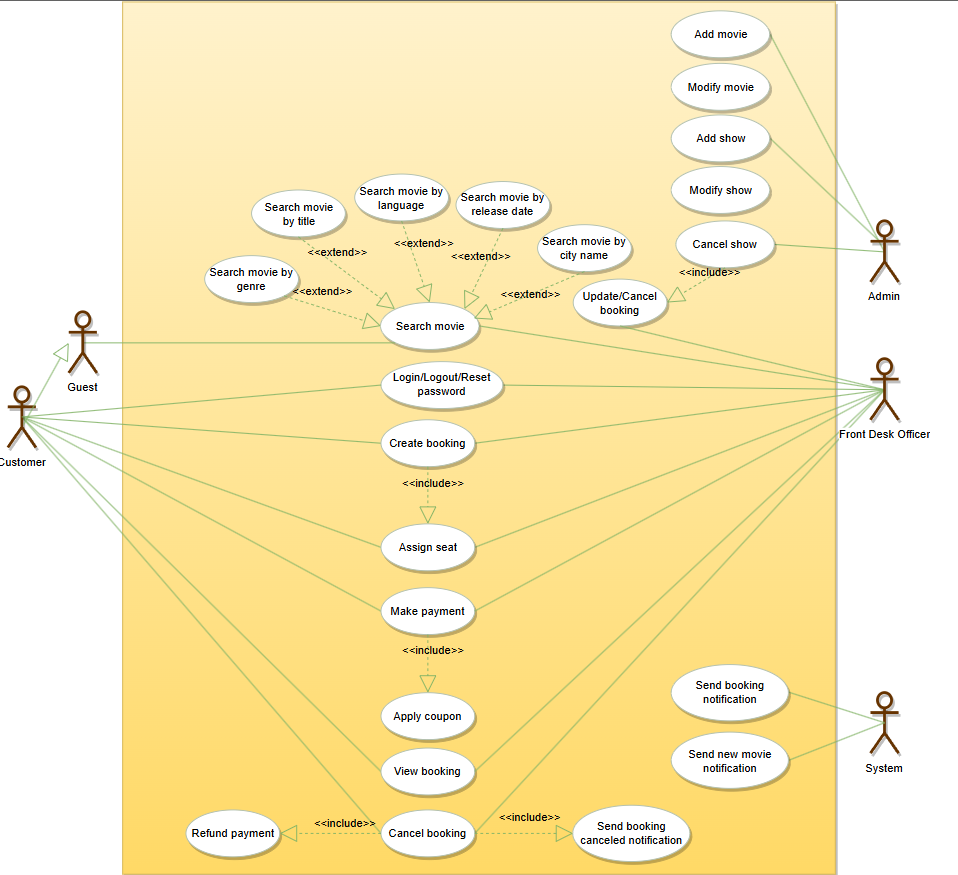 Add movie
Modify movie
Add show
Modify show
Cancel show
<<include>>
Update/Cancel
booking
Admin
Search movie
by title
Search movie by
language
Search movie by
release date
Search movie by
city name
Search movie by
genre
<<extend>>
<<extend>>
<<extend>>
<<extend>>
<<extend>>
Search movie
Guest
Customer
Login/Logout/Reset
password
Front Desk Officer
Create booking
<<include>>
Assign seat
Make payment
<<include>>
Apply coupon
View booking
Send booking
notification
Send new movie
notification
System
Refund payment
<<include>>
Cancel booking
<<include>>
Send booking
canceled notification